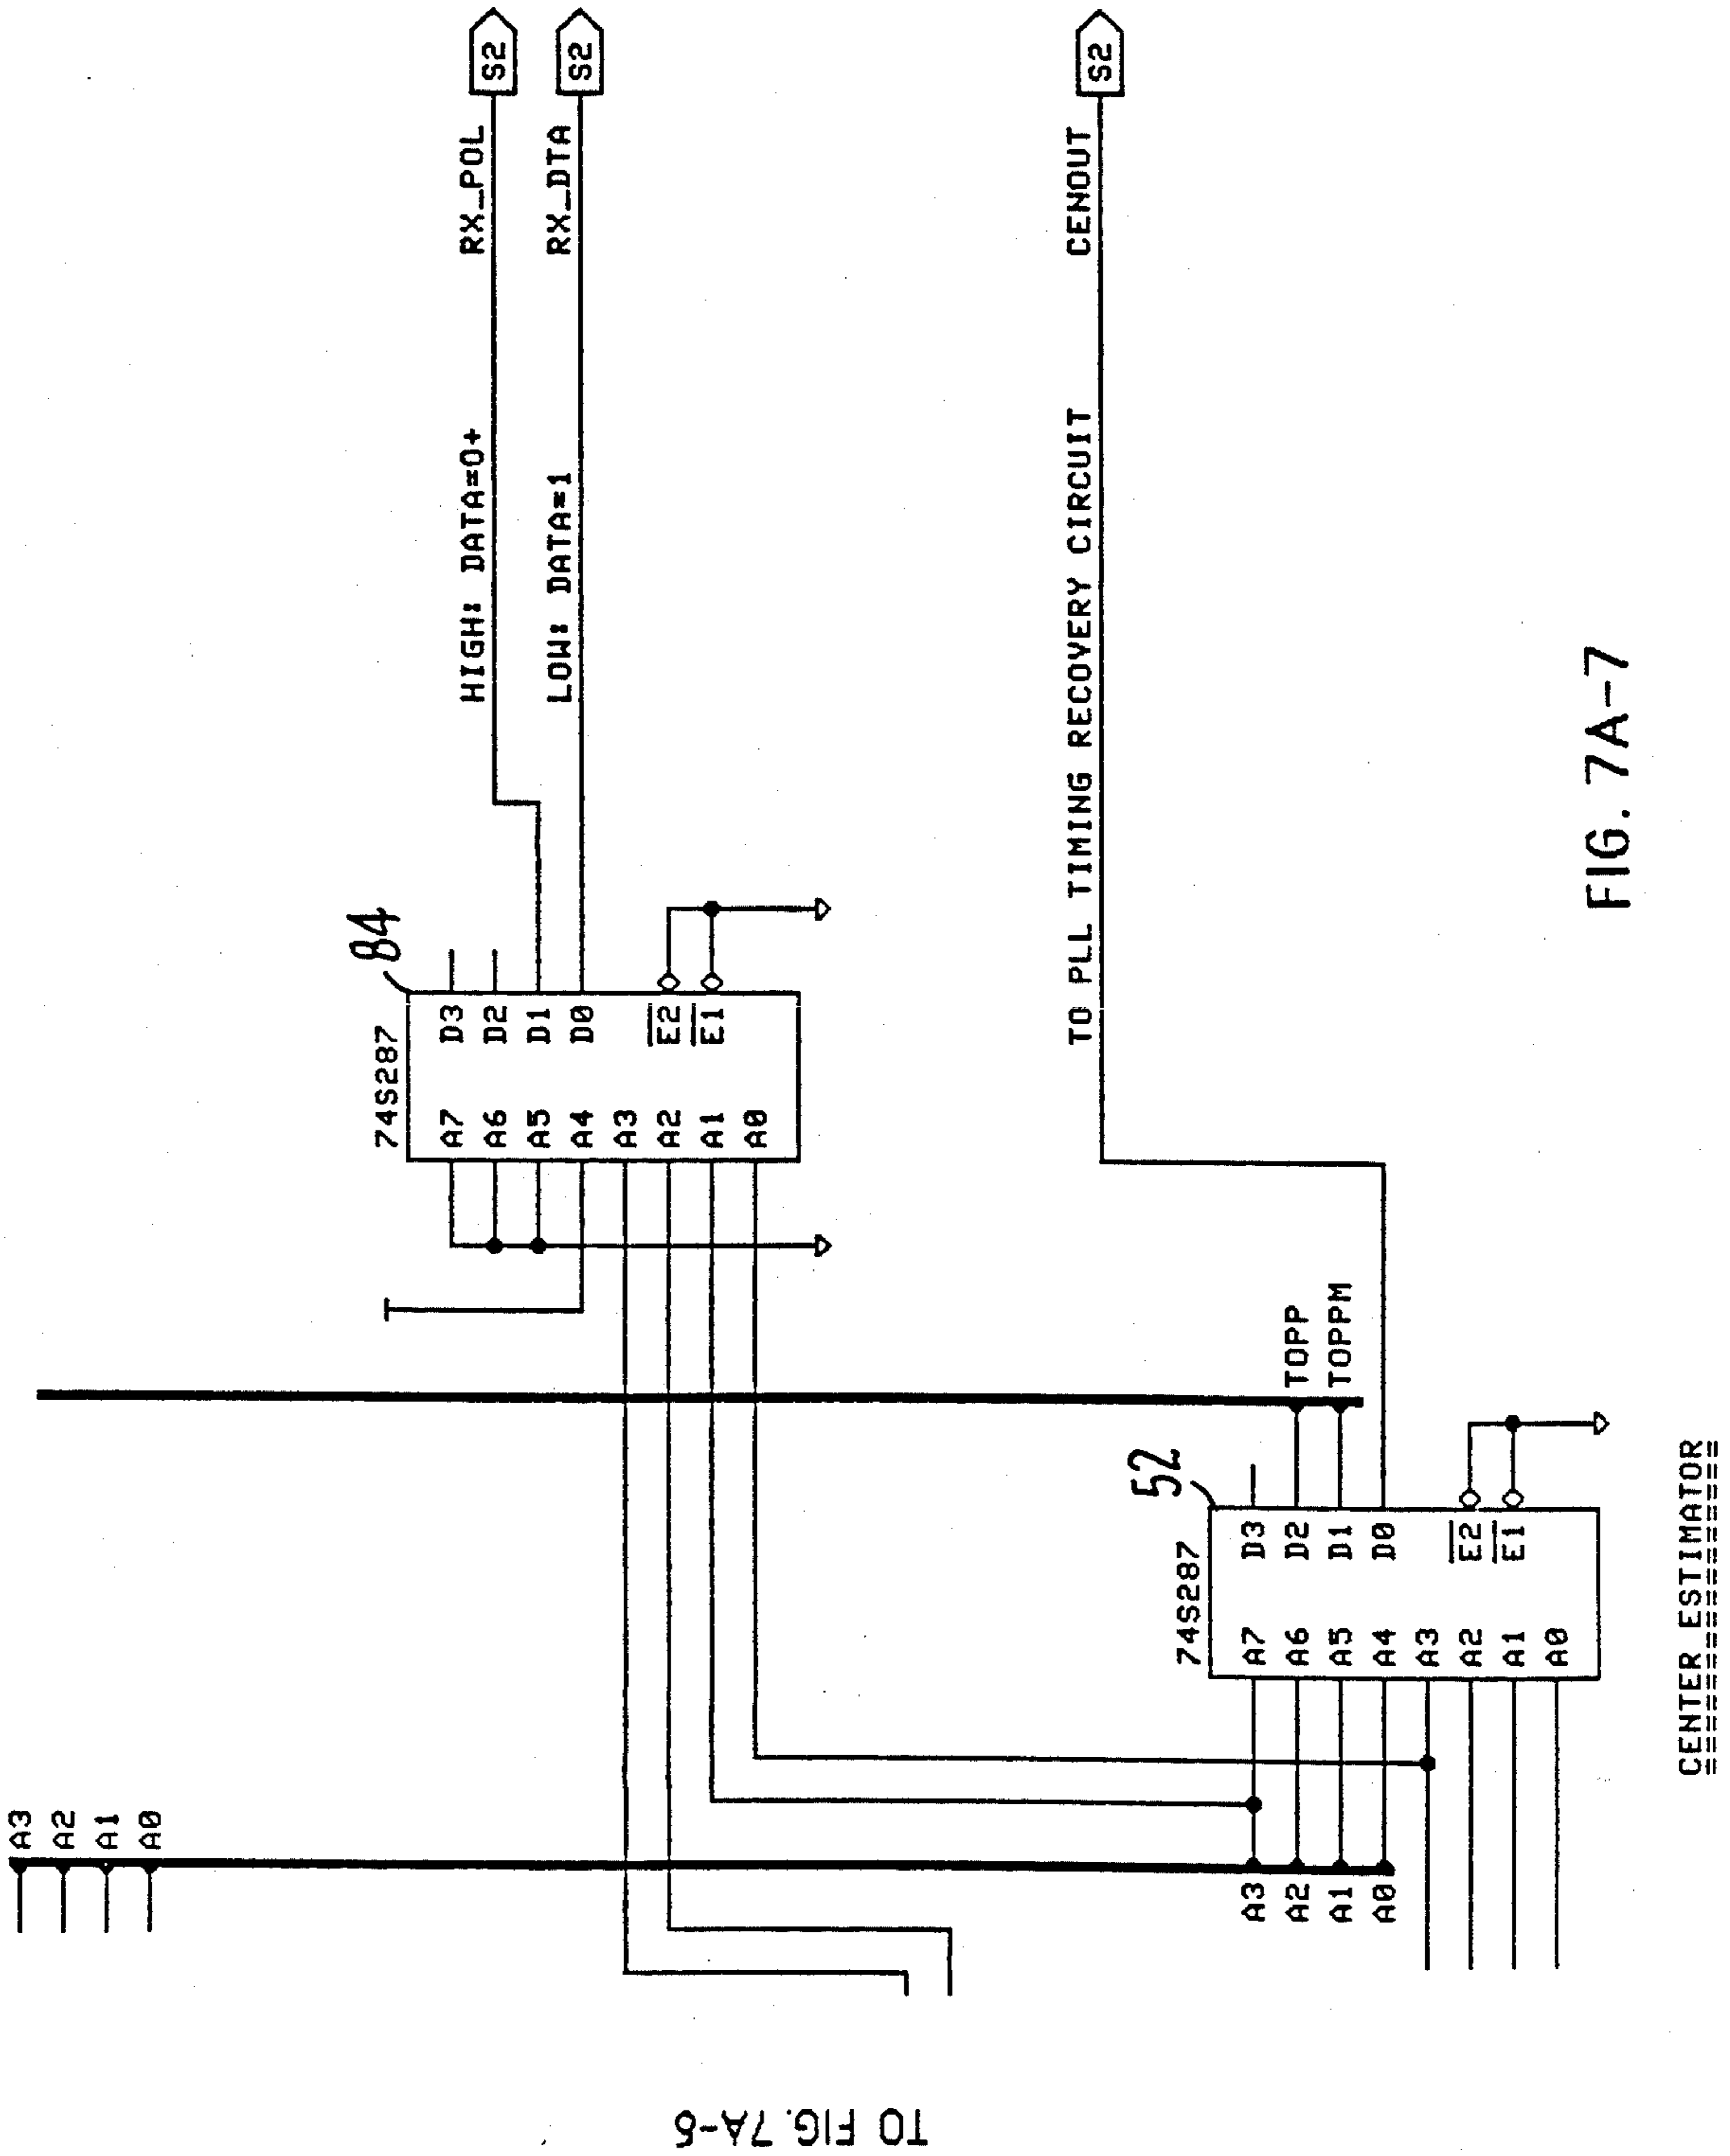 A3
A2
A1
A0
HIGH: DATA=0+
RX_POL
S2
LOW: DATA=1
RX_DTA
S2
74S287
84
A7
A6
A5
A4
A3
A2
A1
A0
D3
D2
D1
D0
E2
E1
TO PLL TIMING RECOVERY CIRCUIT
CENOUT
S2
TOPP
TOPPM
A3
A2
A1
A0
74S287
52
A7
A6
A5
A4
A3
A2
A1
A0
D3
D2
D1
D0
E2
E1
CENTER ESTIMATOR
FIG. 7A-7
TO FIG. 7A-6